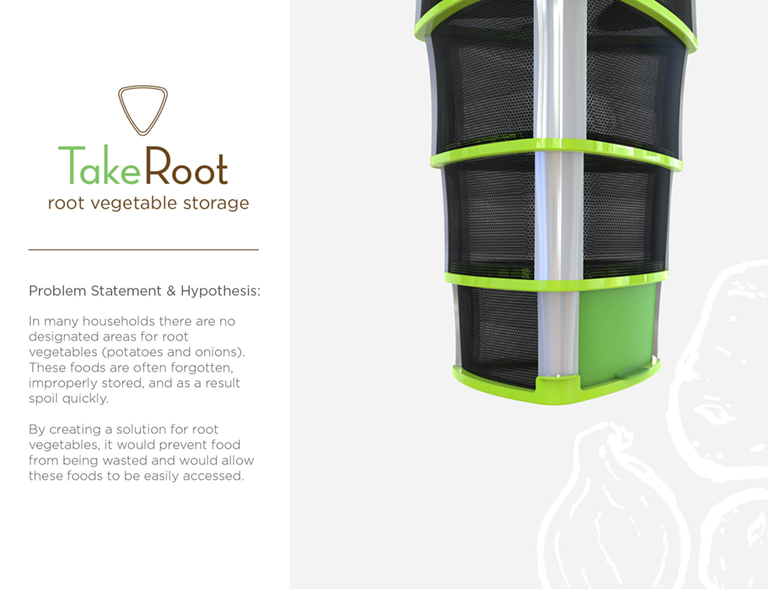 TakeRoot
root vegetable storage
Problem Statement & Hypothesis:
In many households there are no
designated areas for root
vegetables (potatoes and onions).
These foods are often forgotten,
improperly stored, and as a result
spoil quickly.
By creating a solution for root
vegetables, it would prevent food
from being wasted and would allow
these foods to be easily accessed.